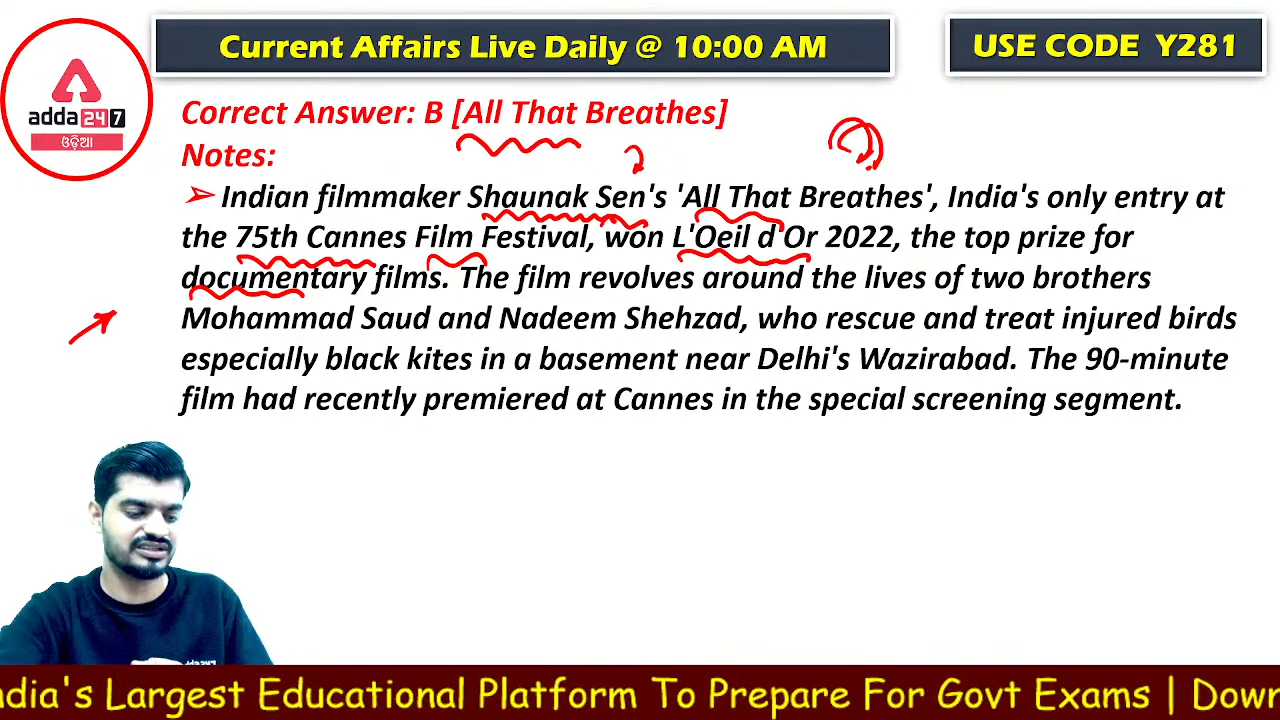 Current Affairs Live Daily @ 10:00 AM
USE CODE Y281
adda247
ଓଡ଼ିଆ
Correct Answer: B [All That Breathes]
Notes:
➢ Indian filmmaker Shaunak Sen's 'All That Breathes', India's only entry at
the 75th Cannes Film Festival, won L'Oeil d'Or 2022, the top prize for
documentary films. The film revolves around the lives of two brothers
Mohammad Saud and Nadeem Shehzad, who rescue and treat injured birds
especially black kites in a basement near Delhi's Wazirabad. The 90-minute
film had recently premiered at Cannes in the special screening segment.
ndia's Largest Educational Platform To Prepare For Govt Exams | Down